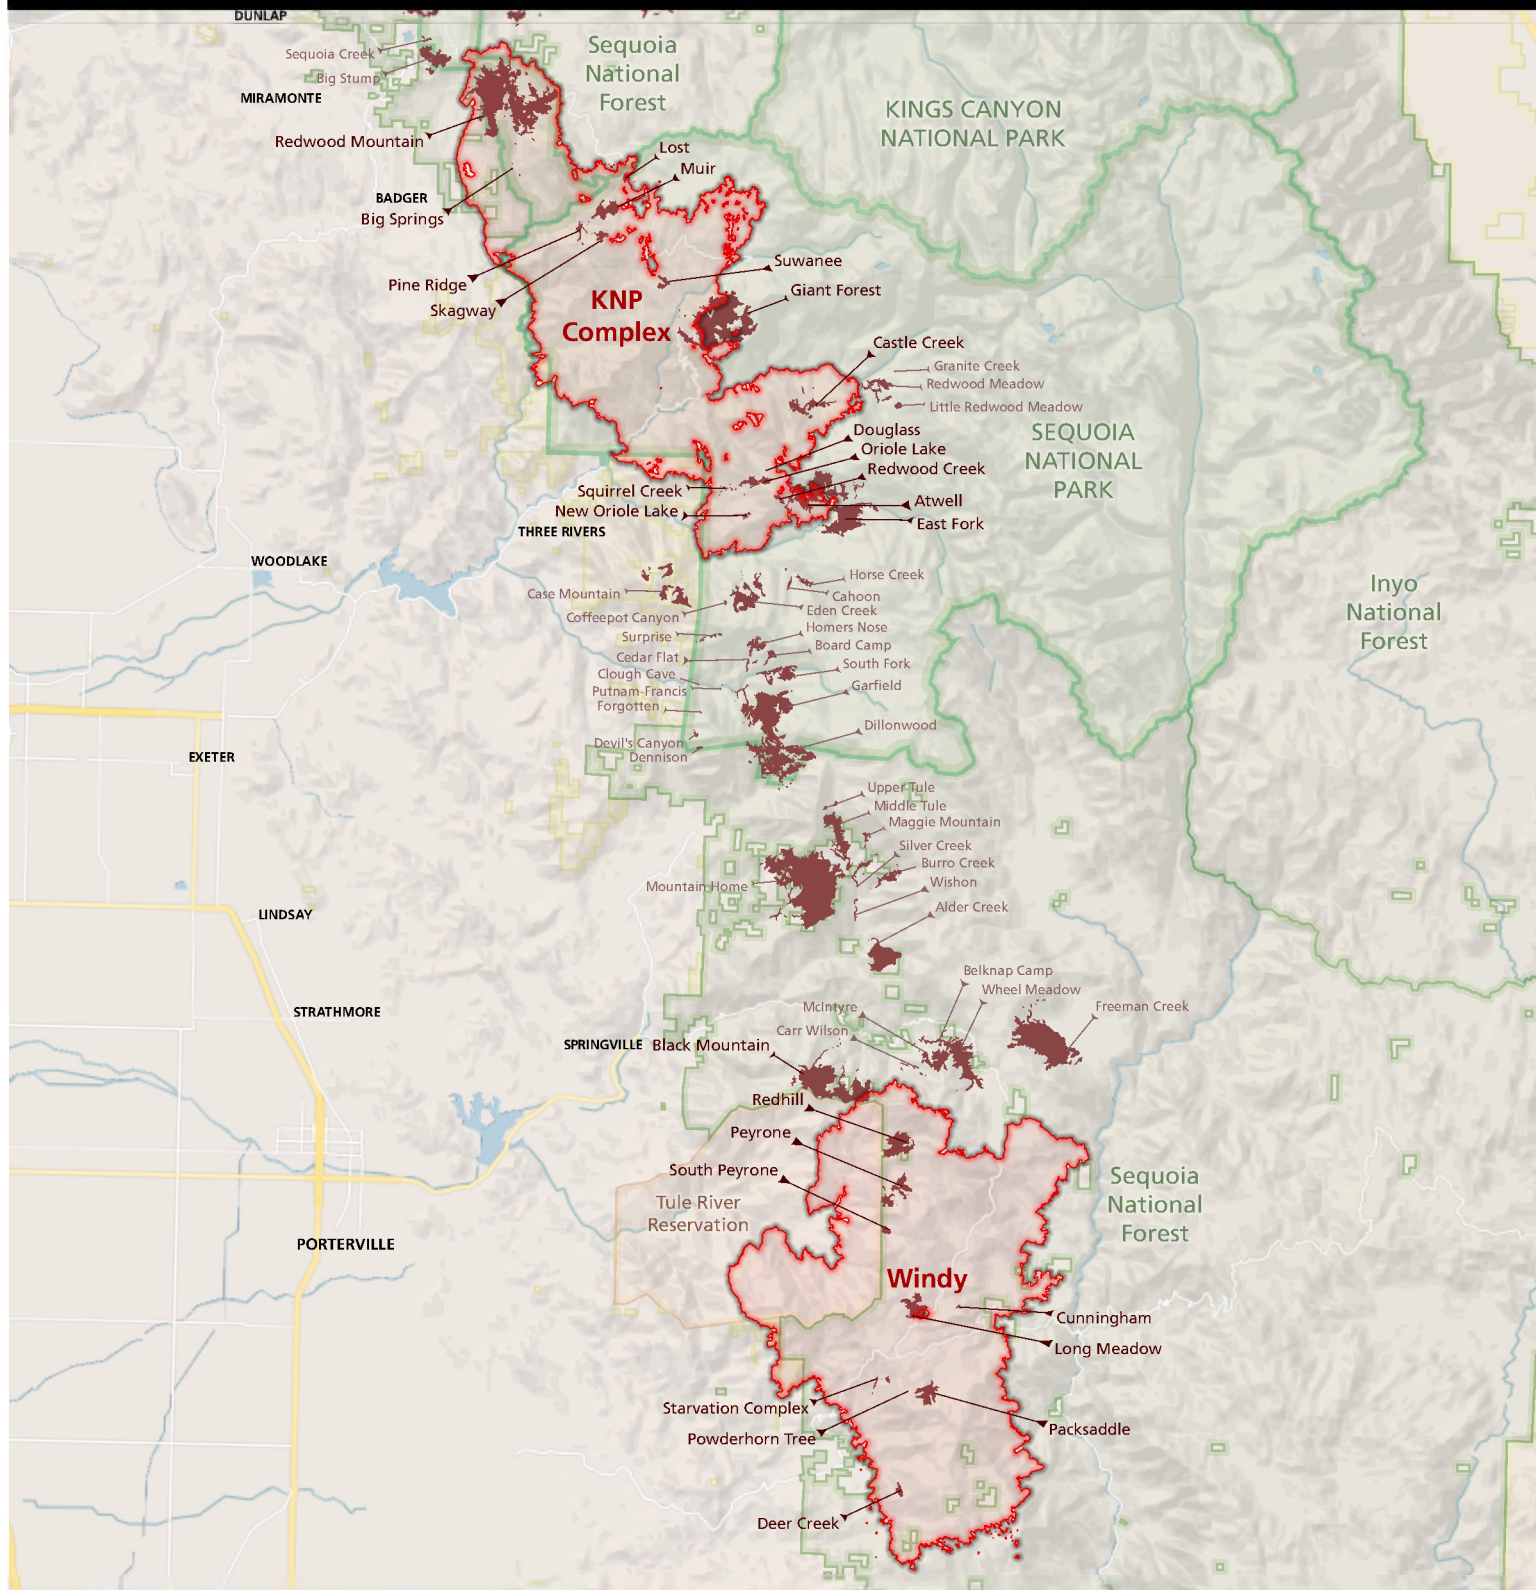 DUNLAP
Sequoia
National
Forest
Sequoia Creek
Big Stump
MIRAMONTE
KINGS CANYON
NATIONAL PARK
Redwood Mountain
Lost
Muir
BADGER
Big Springs
Suwanee
Pine Ridge
Giant Forest
Skagway
KNP
Complex
Castle Creek
Granite Creek
Redwood Meadow
Little Redwood Meadow
SEQUOIA
NATIONAL
PARK
Douglass
Oriole Lake
Redwood Creek
Squirrel Creek
Atwell
New Oriole Lake
East Fork
THREE RIVERS
WOODLAKE
Horse Creek
Case Mountain
Cahoon
Inyo
National
Forest
Eden Creek
Coffeepot Canyon
Homers Nose
Surprise
Board Camp
Cedar Flat
South Fork
Clough Cave
Garfield
Putnam-Francis
Forgotten
Dillonwood
Devil's Canyon
Dennison
EXETER
Upper Tule
Middle Tule
Maggie Mountain
Silver Creek
Burro Creek
Mountain Home
Wishon
Alder Creek
LINDSAY
Belknap Camp
Wheel Meadow
McIntyre
Freeman Creek
STRATHMORE
Carr Wilson
SPRINGVILLE
Black Mountain
Redhill
Peyrone
South Peyrone
Sequoia
National
Forest
Tule River
Reservation
PORTERVILLE
Windy
Cunningham
Long Meadow
Starvation Complex
Packsaddle
Powderhorn Tree
Deer Creek